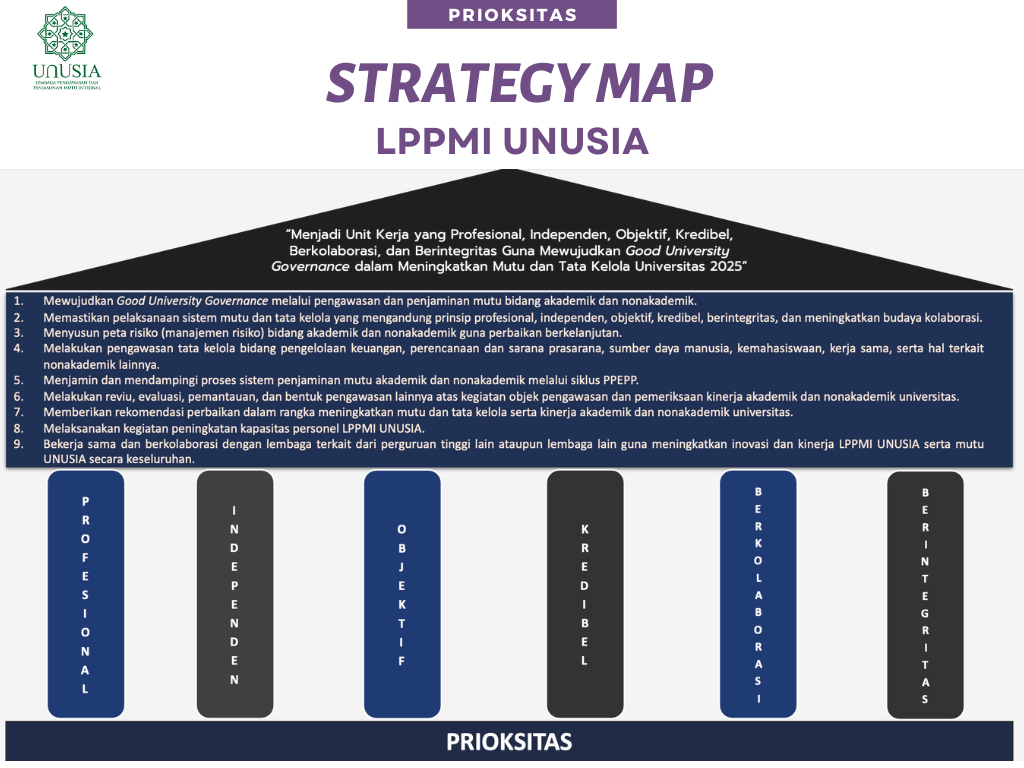 PRIOKSITAS
UNUSIA
LEMBAGA PENGAWASAN DAN
PENJAMINAN MUTU INTERNAL
STRATEGY MAP
LPPMI UNUSIA
“Menjadi Unit Kerja yang Profesional, Independen, Objektif, Kredibel,
Berkolaborasi, dan Berintegritas Guna Mewujudkan Good University
Governance dalam Meningkatkan Mutu dan Tata Kelola Universitas 2025”
1. Mewujudkan Good University Governance melalui pengawasan dan penjaminan mutu bidang akademik dan nonakademik.
2. Memastikan pelaksanaan sistem mutu dan tata kelola yang mengandung prinsip profesional, independen, objektif, kredibel, berintegritas, dan meningkatkan budaya kolaborasi.
3. Menyusun peta risiko (manajemen risiko) bidang akademik dan nonakademik guna perbaikan berkelanjutan.
4. Melakukan pengawasan tata kelola bidang pengelolaan keuangan, perencanaan dan sarana prasarana, sumber daya manusia, kemahasiswaan, kerja sama, serta hal terkait
nonakademik lainnya.
5. Menjamin dan mendampingi proses sistem penjaminan mutu akademik dan nonakademik melalui siklus PPEPP.
6. Melakukan reviu, evaluasi, pemantauan, dan bentuk pengawasan lainnya atas kegiatan objek pengawasan dan pemeriksaan kinerja akademik dan nonakademik universitas.
7. Memberikan rekomendasi perbaikan dalam rangka meningkatkan mutu dan tata kelola serta kinerja akademik dan nonakademik universitas.
8. Melaksanakan kegiatan peningkatan kapasitas personel LPPMI UNUSIA.
9. Bekerja sama dan berkolaborasi dengan lembaga terkait dari perguruan tinggi lain ataupun lembaga lain guna meningkatkan inovasi dan kinerja LPPMI UNUSIA serta mutu
UNUSIA secara keseluruhan.
PROFESIONAL
INDEPENDEN
OBJEKTIF
KREDIBEL
BERKOLABORASI
BERINTEGRITAS
PRIOKSITAS